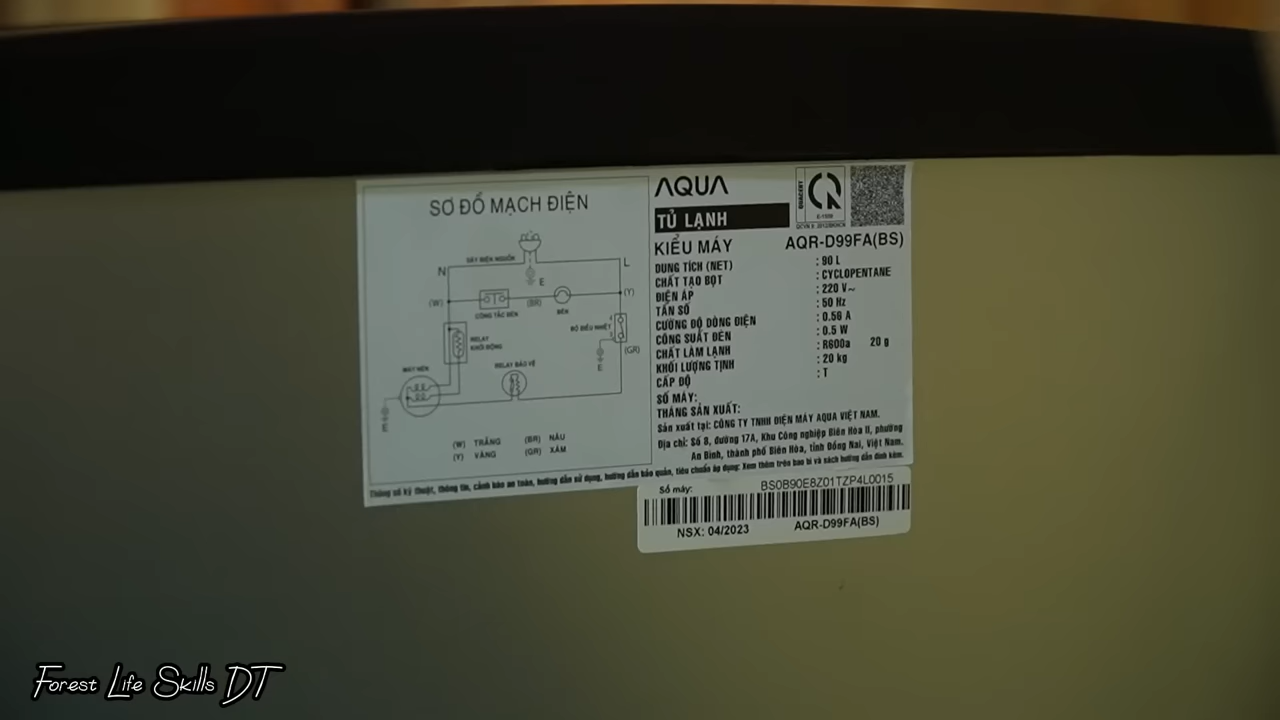 SƠ ĐỒ MẠCH ĐIỆN
DÂY ĐIỆN NGUỒN
N
L
E
(W)
(BR)
(Y)
CÔNG TẮC ĐÈN
ĐÈN
BỘ ĐIỀU NHIỆT
4
3
RELAY
KHỞI ĐỘNG
(GR)
E
MÁY NÉN
RELAY BẢO VỆ
E
(W) TRẮNG (BR) NÂU
(Y) VÀNG (GR) XÁM
AQUA
QUACERT
E-1556
TỦ LẠNH
KIỂU MÁY AQR-D99FA(BS)
DUNG TÍCH (NET) : 90 L
CHẤT TẠO BỌT : CYCLOPENTANE
ĐIỆN ÁP : 220 V~
TẦN SỐ : 50 Hz
CƯỜNG ĐỘ DÒNG ĐIỆN : 0.56 A
CÔNG SUẤT ĐÈN : 0.5 W
CHẤT LÀM LẠNH : R600a 20 g
KHỐI LƯỢNG TỊNH : 20 kg
CẤP ĐỘ : T
SỐ MÁY:
THÁNG SẢN XUẤT:
Sản xuất tại: CÔNG TY TNHH ĐIỆN MÁY AQUA VIỆT NAM.
Địa chỉ: Số 8, đường 17A, Khu Công nghiệp Biên Hòa II, phường
An Bình, thành phố Biên Hòa, tỉnh Đồng Nai, Việt Nam.
Thông số kỹ thuật, thông tin, cảnh báo an toàn, hướng dẫn sử dụng, hướng dẫn bảo quản, tiêu chuẩn áp dụng: Xem thêm trên bao bì và sách hướng dẫn đính kèm.
Số máy: BS0B90E8Z01TZP4L0015
NSX: 04/2023 AQR-D99FA(BS)
Forest Life Skills DT